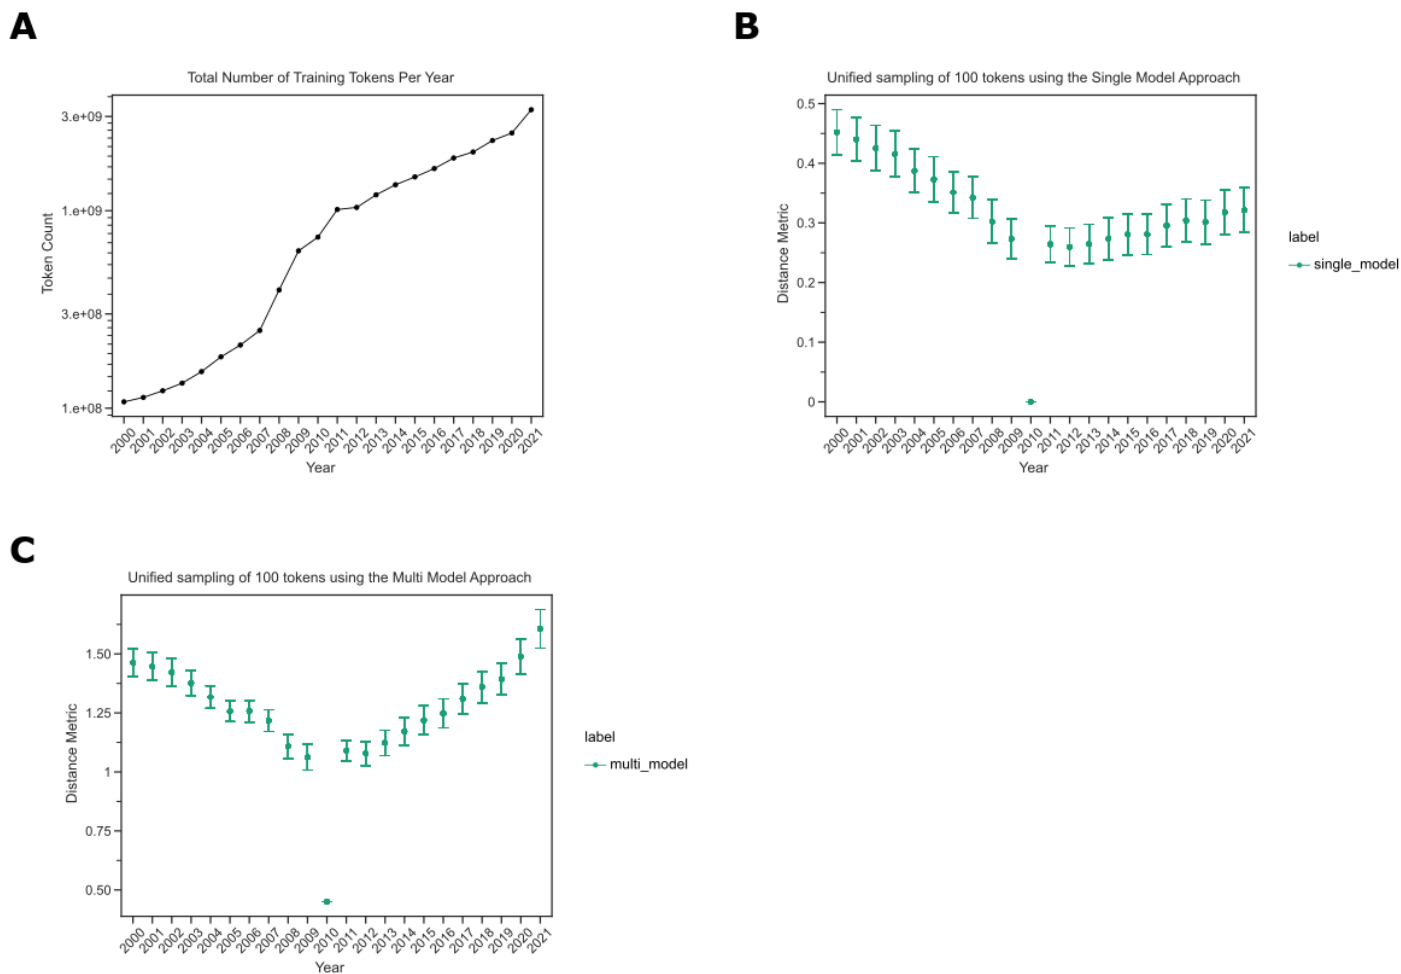 A
Total Number of Training Tokens Per Year
Token Count
3.e+09
1.e+09
3.e+08
1.e+08
2000 2001 2002 2003 2004 2005 2006 2007 2008 2009 2010 2011 2012 2013 2014 2015 2016 2017 2018 2019 2020 2021
Year
B
Unified sampling of 100 tokens using the Single Model Approach
Distance Metric
0.5
0.4
0.3
0.2
0.1
0
2000 2001 2002 2003 2004 2005 2006 2007 2008 2009 2010 2011 2012 2013 2014 2015 2016 2017 2018 2019 2020 2021
Year
label
single_model
C
Unified sampling of 100 tokens using the Multi Model Approach
Distance Metric
1.50
1.25
1
0.75
0.50
2000 2001 2002 2003 2004 2005 2006 2007 2008 2009 2010 2011 2012 2013 2014 2015 2016 2017 2018 2019 2020 2021
Year
label
multi_model